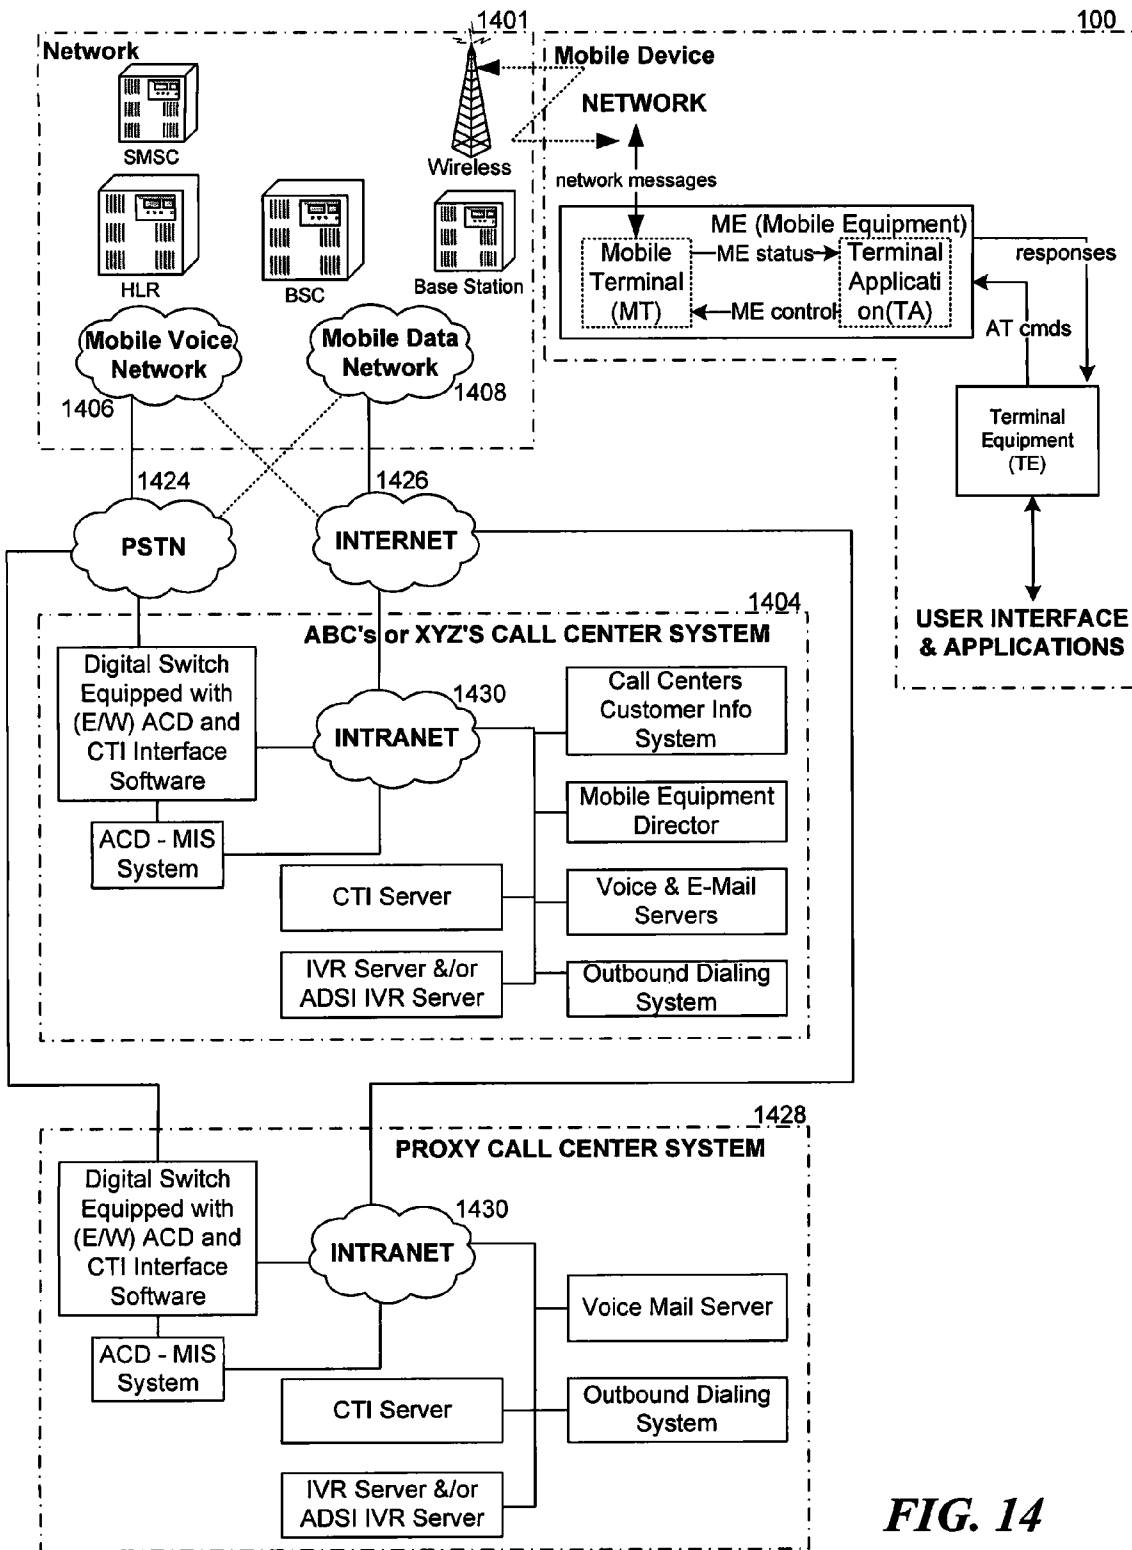 1401
100
Network
Mobile Device
NETWORK
SMSC
Wireless
network messages
HLR
BSC
Base Station
ME (Mobile Equipment)
Mobile
Terminal
(MT)
ME status
ME control
Terminal
Applicati
on(TA)
responses
AT cmds
Mobile Voice
Network
Mobile Data
Network
1406
1408
Terminal
Equipment
(TE)
1424
1426
PSTN
INTERNET
USER INTERFACE
& APPLICATIONS
1404
ABC's or XYZ'S CALL CENTER SYSTEM
Digital Switch
Equipped with
(E/W) ACD and
CTI Interface
Software
1430
INTRANET
Call Centers
Customer Info
System
Mobile Equipment
Director
ACD - MIS
System
CTI Server
Voice & E-Mail
Servers
IVR Server &/or
ADSI IVR Server
Outbound Dialing
System
1428
PROXY CALL CENTER SYSTEM
Digital Switch
Equipped with
(E/W) ACD and
CTI Interface
Software
1430
INTRANET
Voice Mail Server
ACD - MIS
System
CTI Server
Outbound Dialing
System
IVR Server &/or
ADSI IVR Server
FIG. 14